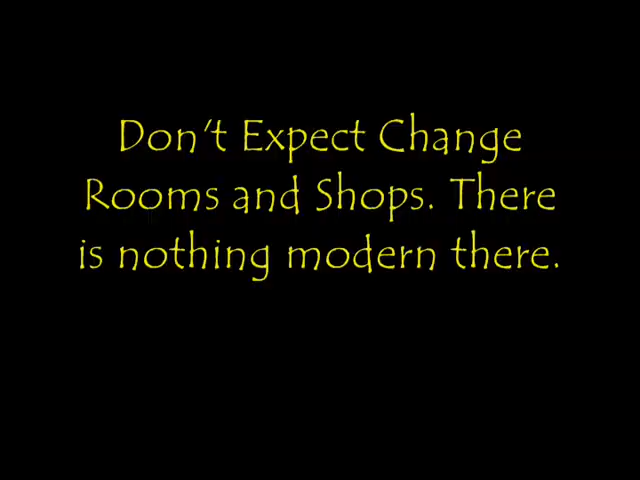 Don't Expect Change
Rooms and Shops. There
is nothing modern there.